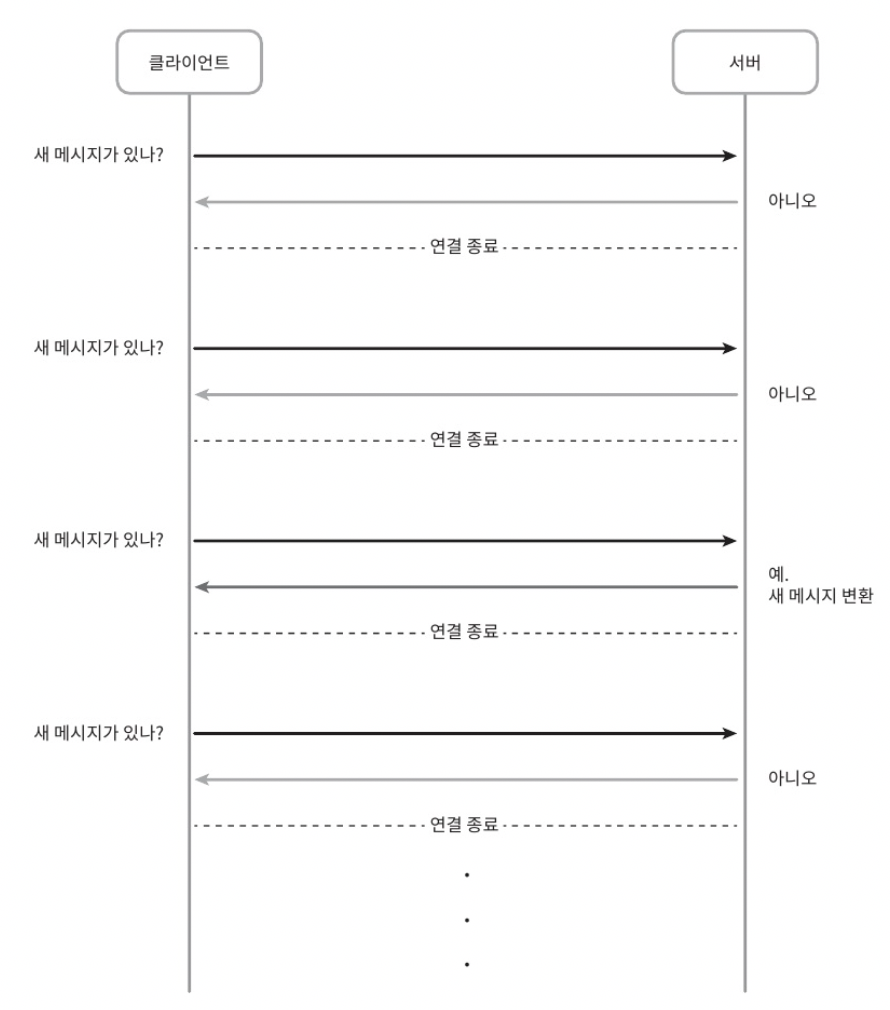 클라이언트
서버
새 메시지가 있나?
아니오
연결 종료
새 메시지가 있나?
아니오
연결 종료
새 메시지가 있나?
예.
새 메시지 변환
연결 종료
새 메시지가 있나?
아니오
연결 종료